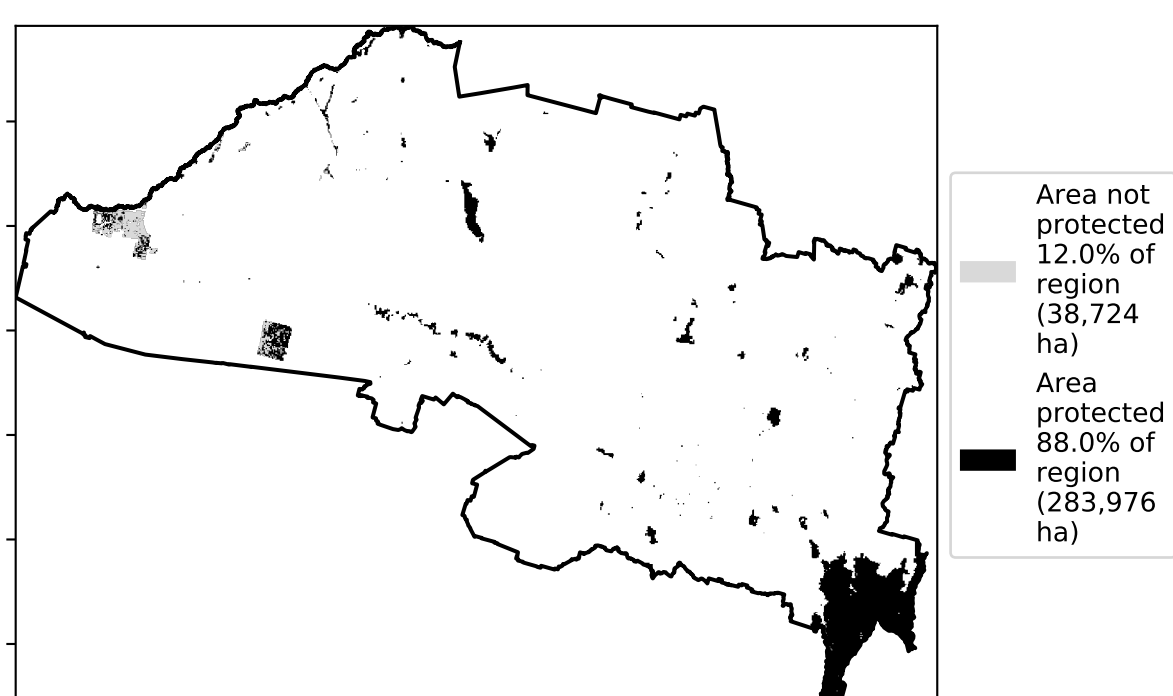 Area not
protected
12.0% of
region
(38,724
ha)
Area
protected
88.0% of
region
(283,976
ha)